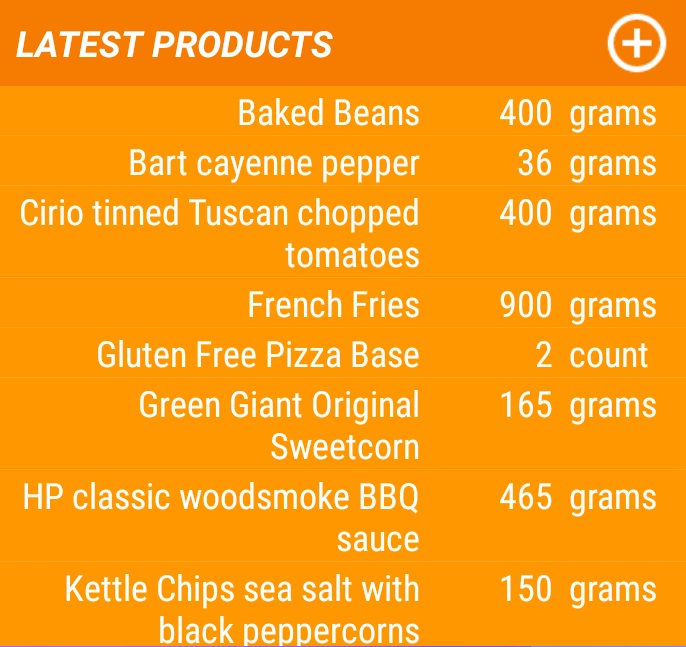 LATEST PRODUCTS
Baked Beans 400 grams
Bart cayenne pepper 36 grams
Cirio tinned Tuscan chopped 400 grams
tomatoes
French Fries 900 grams
Gluten Free Pizza Base 2 count
Green Giant Original 165 grams
Sweetcorn
HP classic woodsmoke BBQ 465 grams
sauce
Kettle Chips sea salt with 150 grams
black peppercorns